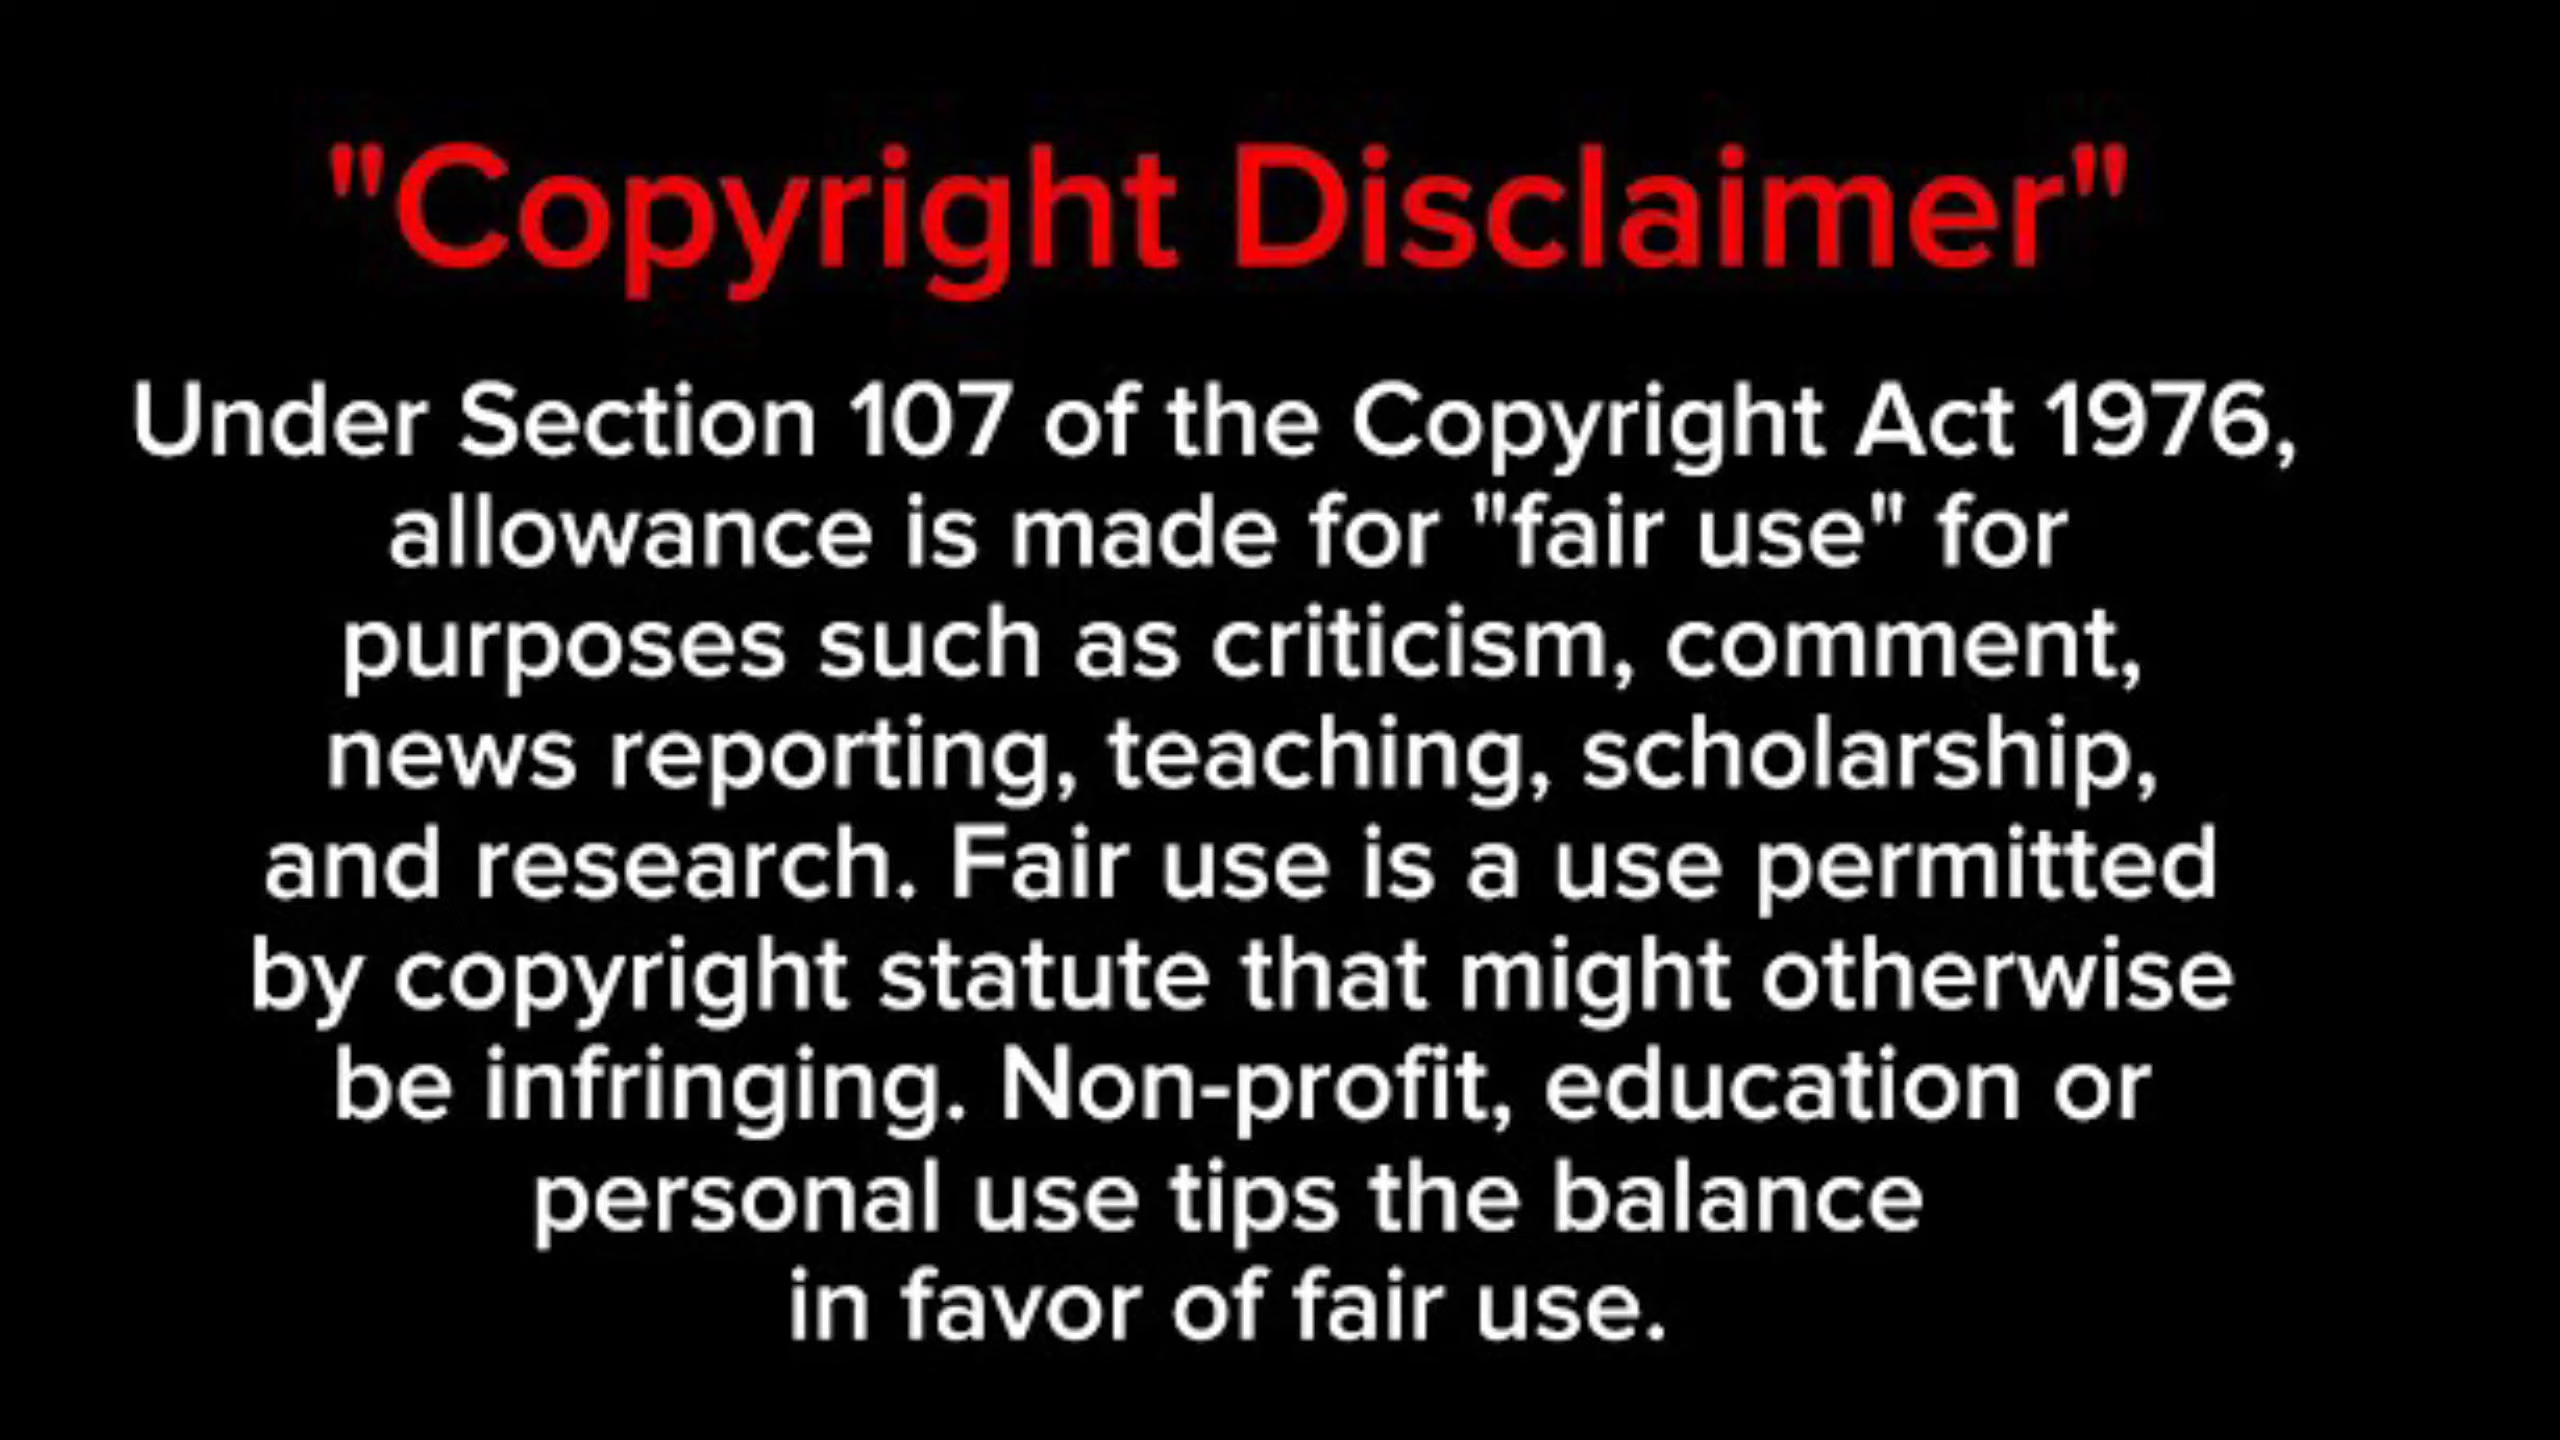 "Copyright Disclaimer"
Under Section 107 of the Copyright Act 1976,
allowance is made for "fair use" for
purposes such as criticism, comment,
news reporting, teaching, scholarship,
and research. Fair use is a use permitted
by copyright statute that might otherwise
be infringing. Non-profit, education or
personal use tips the balance
in favor of fair use.